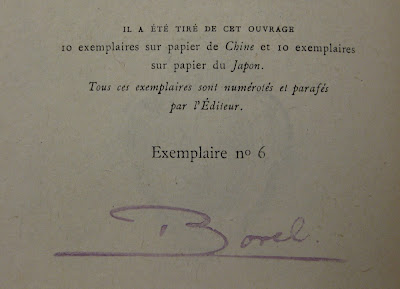 IL A ÉTÉ TIRÉ DE CET OUVRAGE
10 exemplaires sur papier de Chine et 10 exemplaires
sur papier du Japon.
Tous ces exemplaires sont numérotés et parafés
par l'Éditeur.
Exemplaire nº 6
Borel